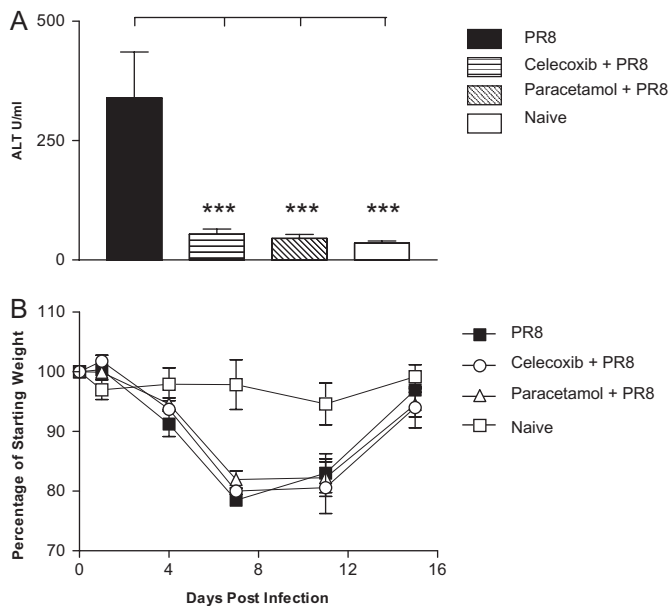 A
500
250
0
ALT U/ml
***
***
***
PR8
Celecoxib + PR8
Paracetamol + PR8
Naive
B
110
100
90
80
70
Percentage of Starting Weight
0
4
8
12
16
Days Post Infection
PR8
Celecoxib + PR8
Paracetamol + PR8
Naive